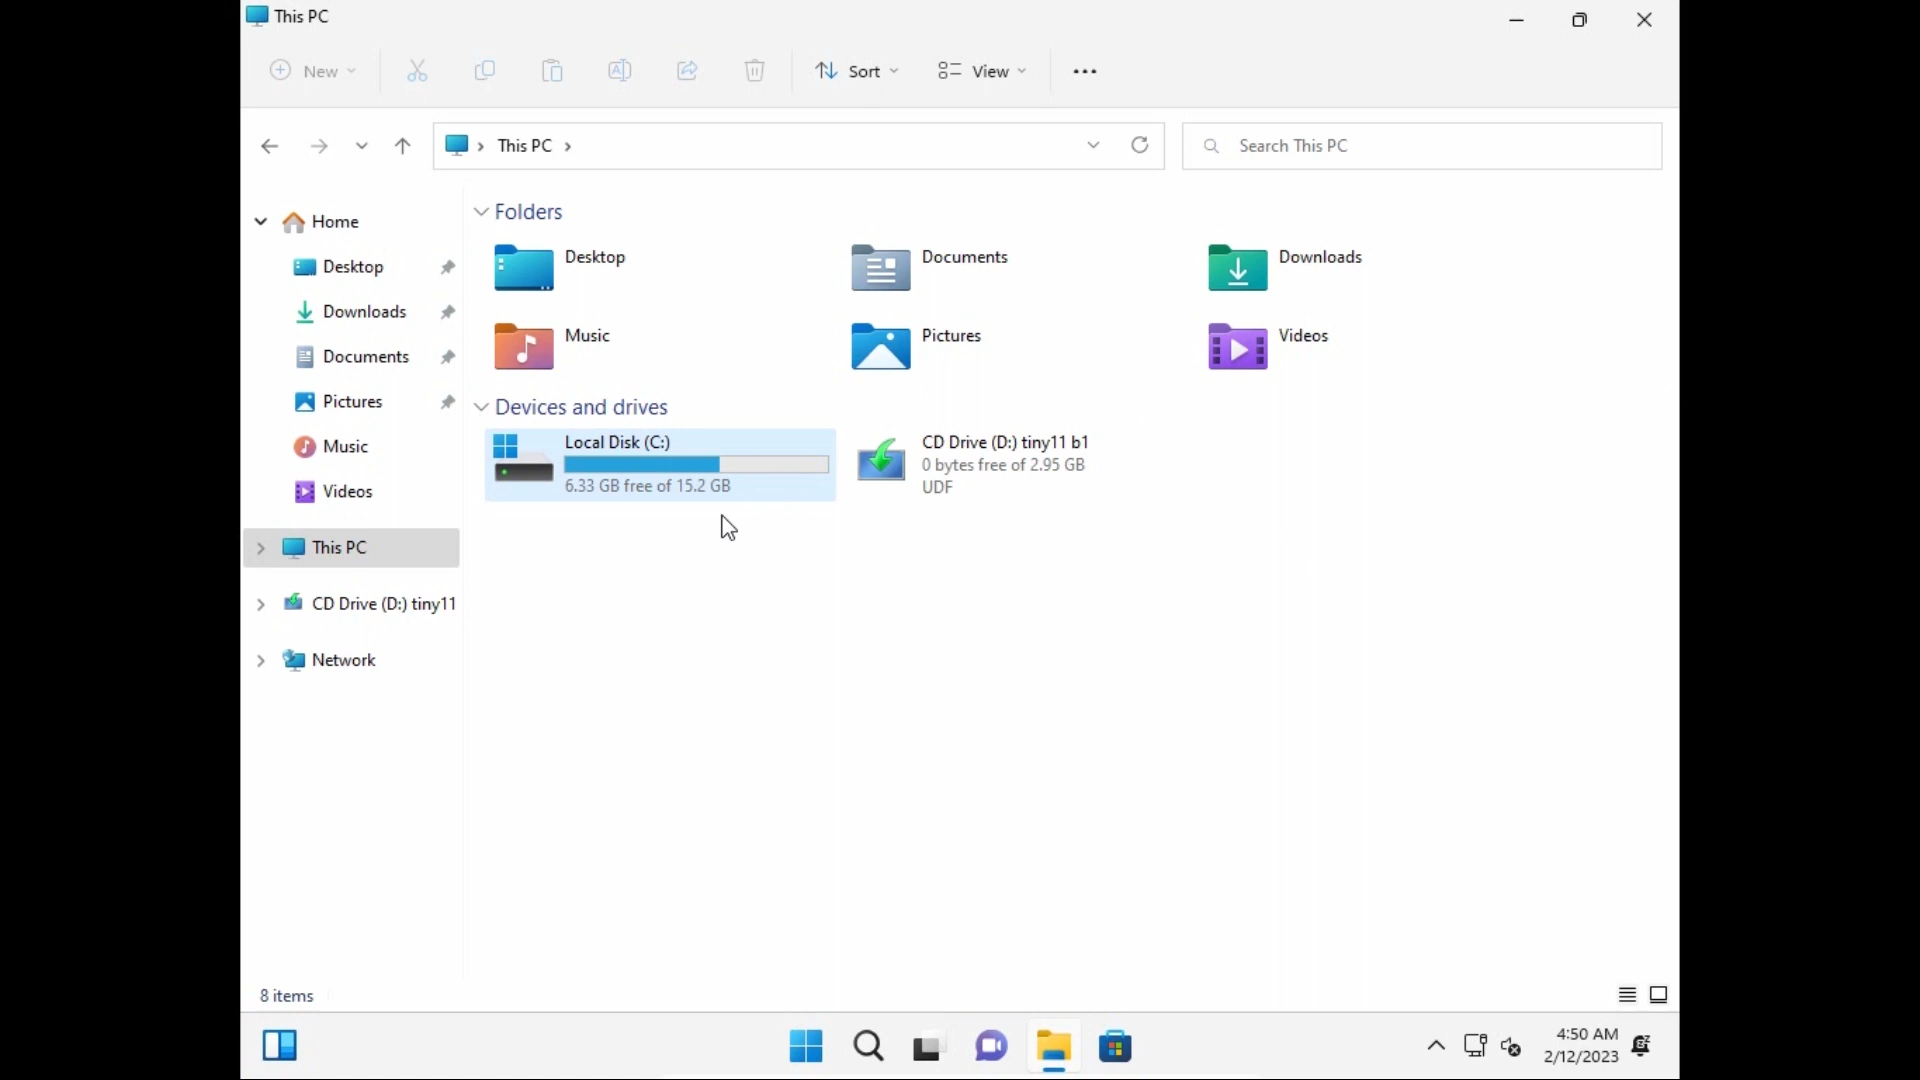 This PC
New
Sort
View
This PC
Search This PC
Home
Desktop
Downloads
Documents
Pictures
Music
Videos
This PC
CD Drive (D:) tiny11
Network
Folders
Desktop
Documents
Downloads
Music
Pictures
Videos
Devices and drives
Local Disk (C:)
6.33 GB free of 15.2 GB
CD Drive (D:) tiny11 b1
0 bytes free of 2.95 GB
UDF
8 items
4:50 AM
2/12/2023